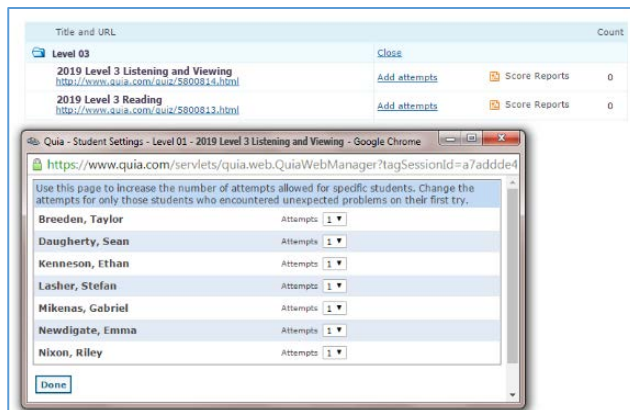 Title and URL Count
Level 03 Close
2019 Level 3 Listening and Viewing
http://www.quia.com/quiz/5800814.html Add attempts Score Reports 0
2019 Level 3 Reading
http://www.quia.com/quiz/5800813.html Add attempts Score Reports 0
Quia - Student Settings - Level 01 - 2019 Level 3 Listening and Viewing - Google Chrome
https://www.quia.com/servlets/quia.web.QuiaWebManager?tagSessionId=a7addde4
Use this page to increase the number of attempts allowed for specific students. Change the
attempts for only those students who encountered unexpected problems on their first try.
Breeden, Taylor Attempts 1
Daugherty, Sean Attempts 1
Kenneson, Ethan Attempts 1
Lasher, Stefan Attempts 1
Mikenas, Gabriel Attempts 1
Newdigate, Emma Attempts 1
Nixon, Riley Attempts 1
Done